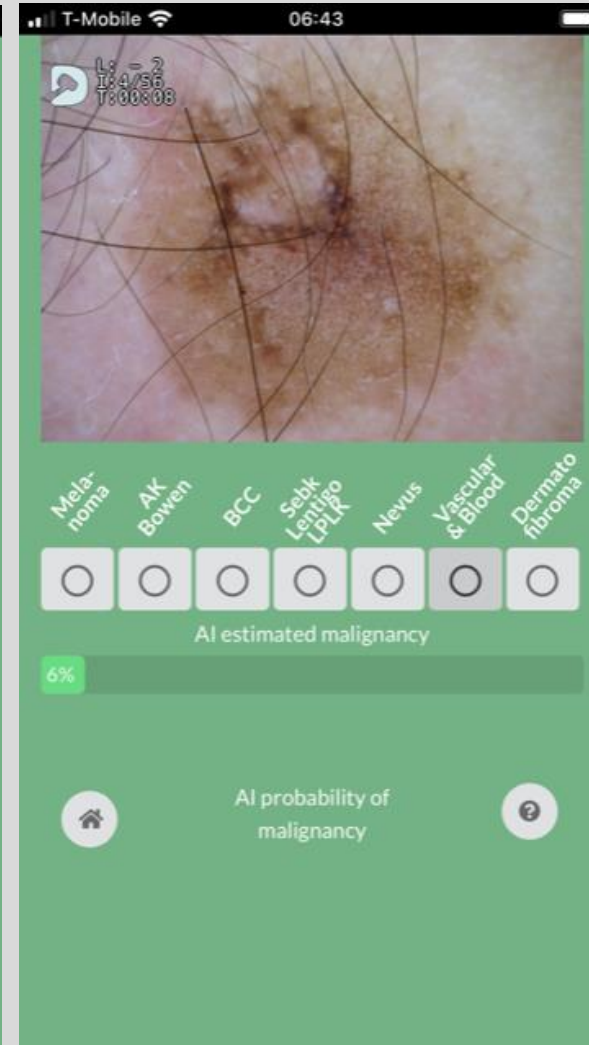 T-Mobile 06:43
L: - 2
I:4/56
T:00:08
Mela-
noma
AK
Bowen
BCC
Sebk
Lentigo
LPLK
Nevus
Vascular
& Blood
Dermato
fibroma
AI estimated malignancy
6%
AI probability of
malignancy
?